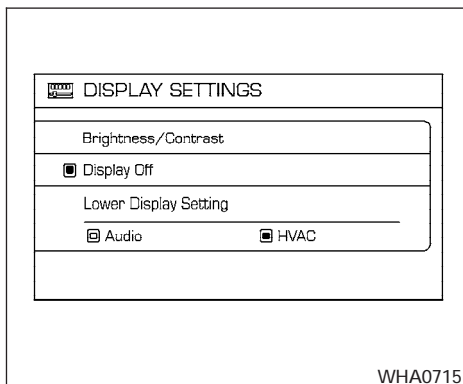 DISPLAY SETTINGS
Brightness/Contrast
Display Off
Lower Display Setting
Audio HVAC
WHA0715